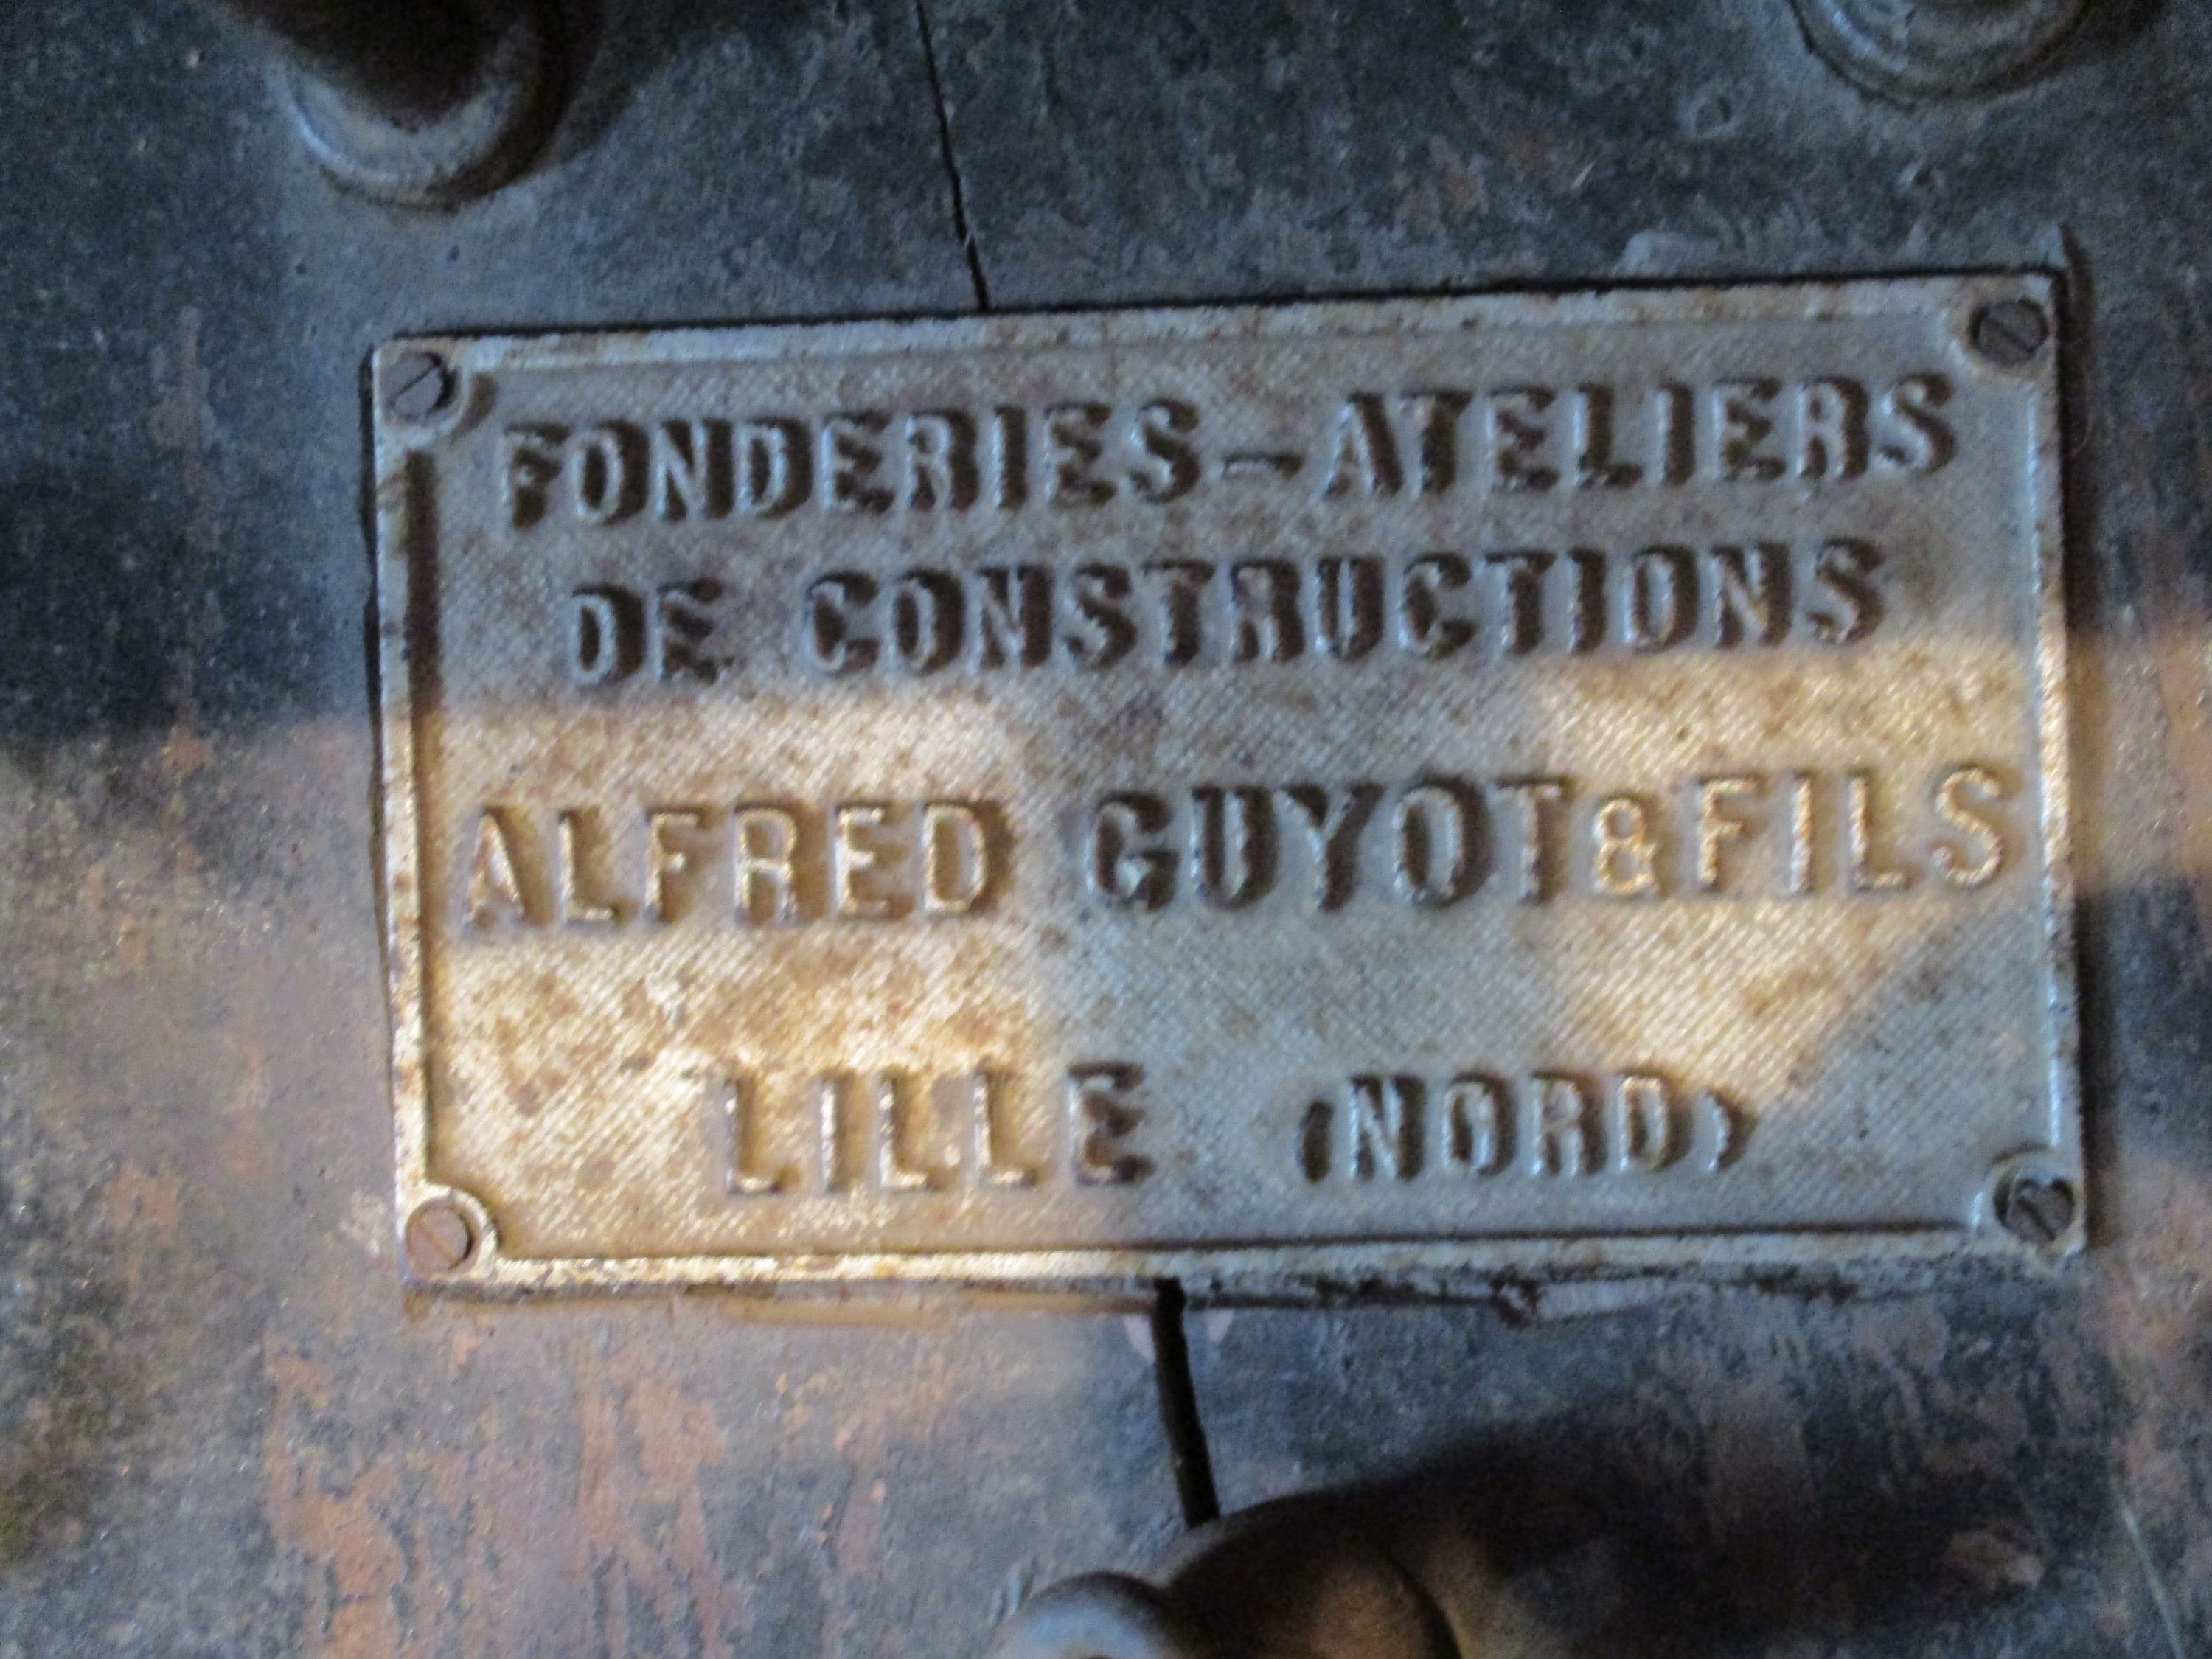 FONDERIES-ATELIERS
DE CONSTRUCTIONS
ALFRED GUYOT & FILS
LILLE (NORD)